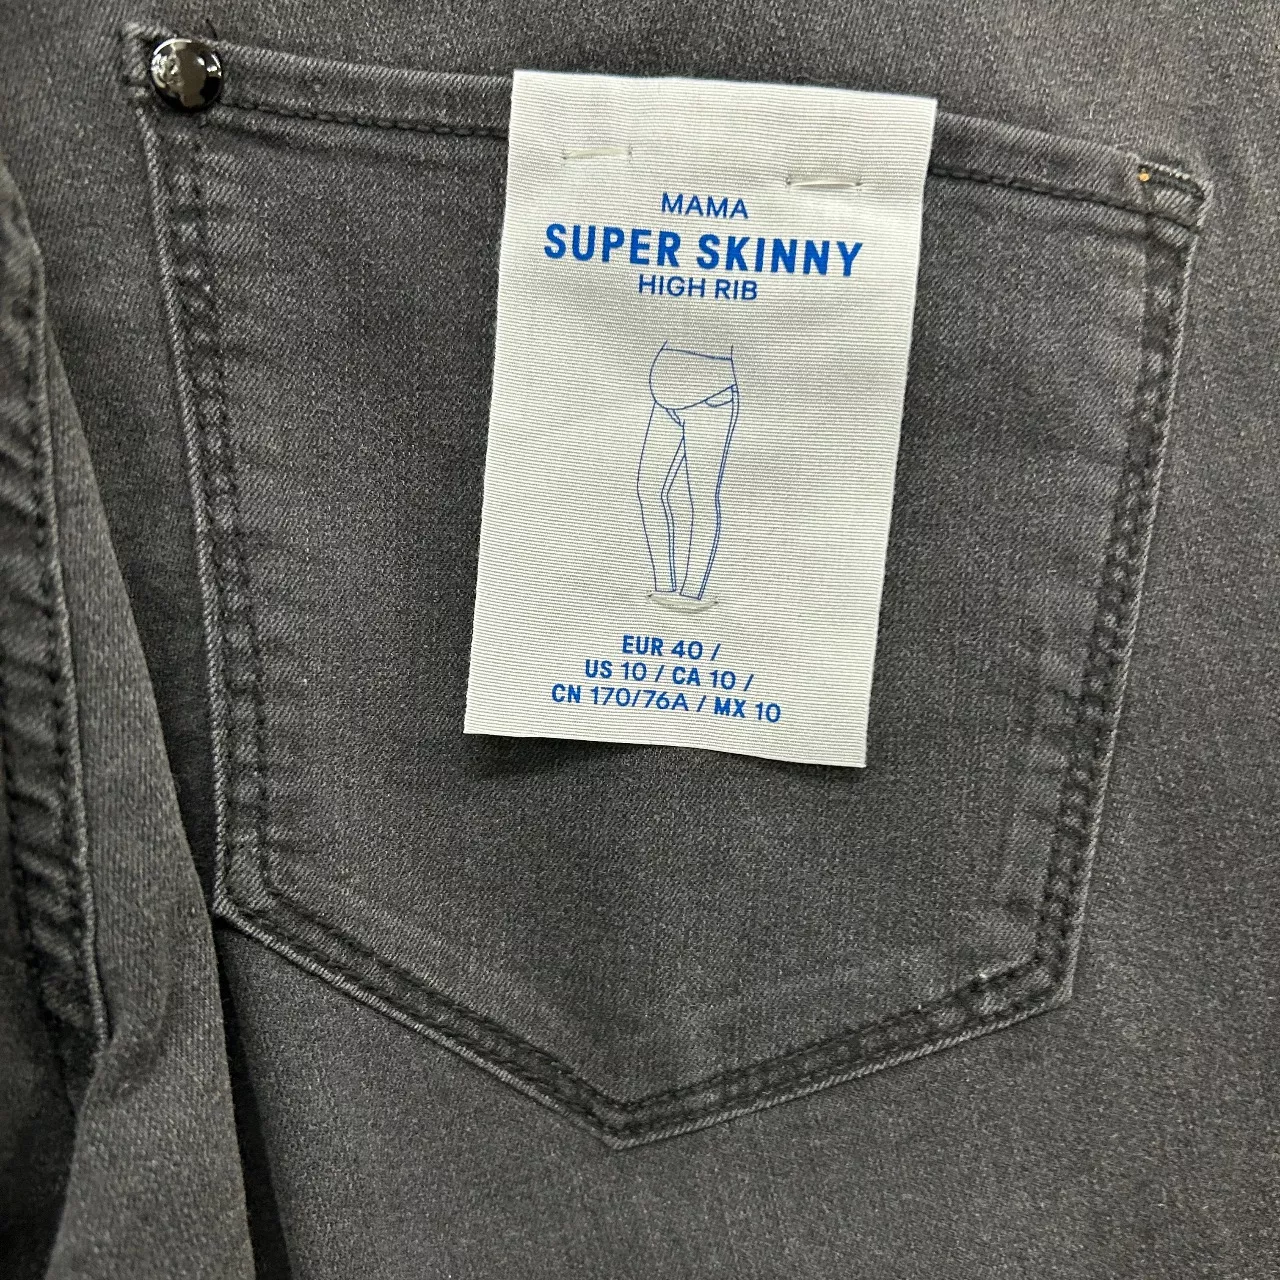 MAMA
SUPER SKINNY
HIGH RIB
EUR 40 /
US 10 / CA 10 /
CN 170/76A / MX 10